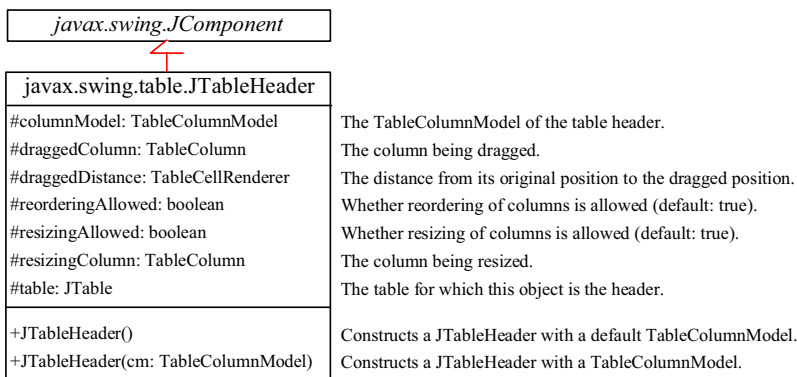 javax.swing.JComponent
javax.swing.table.JTableHeader
#columnModel: TableColumnModel The TableColumnModel of the table header.
#draggedColumn: TableColumn The column being dragged.
#draggedDistance: TableCellRenderer The distance from its original position to the dragged position.
#reorderingAllowed: boolean Whether reordering of columns is allowed (default: true).
#resizingAllowed: boolean Whether resizing of columns is allowed (default: true).
#resizingColumn: TableColumn The column being resized.
#table: JTable The table for which this object is the header.
+JTableHeader() Constructs a JTableHeader with a default TableColumnModel.
+JTableHeader(cm: TableColumnModel) Constructs a JTableHeader with a TableColumnModel.